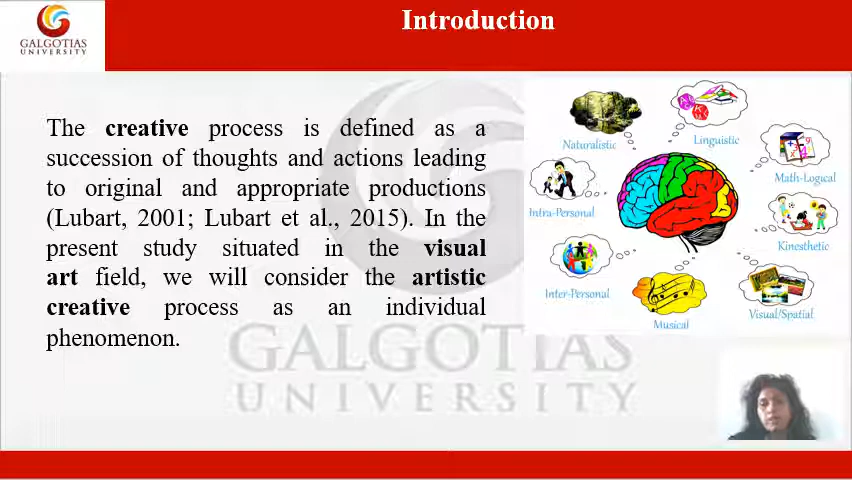 Introduction
GALGOTIAS
UNIVERSITY
The creative process is defined as a
succession of thoughts and actions leading
to original and appropriate productions
(Lubart, 2001; Lubart et al., 2015). In the
present study situated in the visual
art field, we will consider the artistic
creative process as an individual
phenomenon.
Naturalistic
Linguistic
Math-Logical
Intra-Personal
Kinesthetic
Inter-Personal
Musical
Visual/Spatial
GALGOTIAS
UNIVERSITY